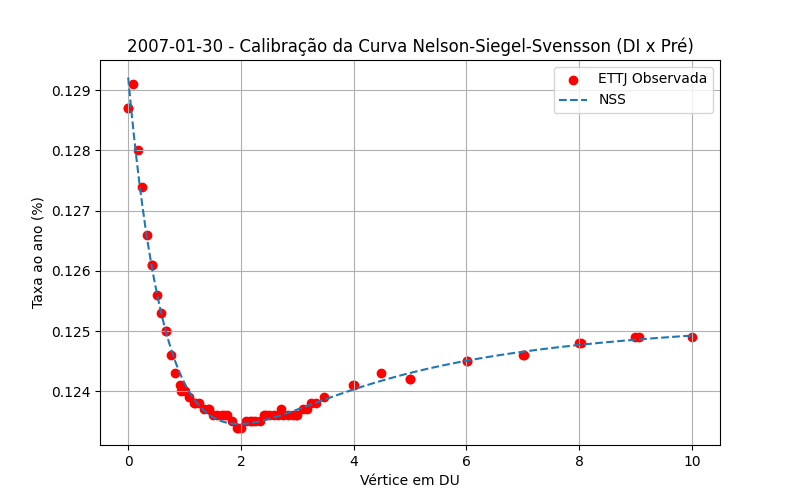 2007-01-30 - Calibração da Curva Nelson-Siegel-Svensson (DI x Pré)
ETTJ Observada
NSS
Taxa ao ano (%)
0.129
0.128
0.127
0.126
0.125
0.124
0 2 4 6 8 10
Vértice em DU